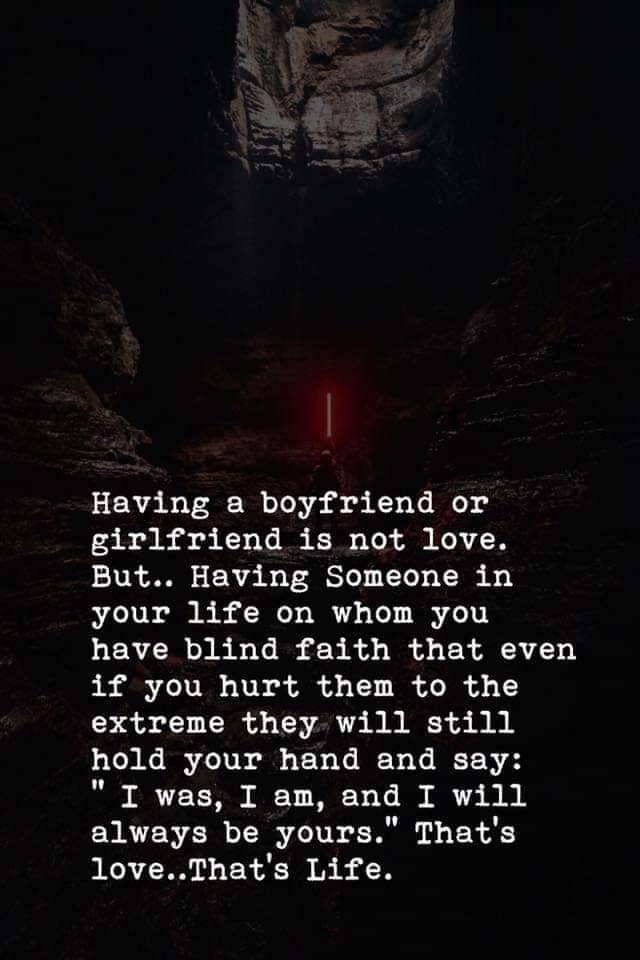 Having a boyfriend or
girlfriend is not love.
But.. Having Someone in
your life on whom you
have blind faith that even
if you hurt them to the
extreme they will still
hold your hand and say:
" I was, I am, and I will
always be yours." That's
love..That's Life.